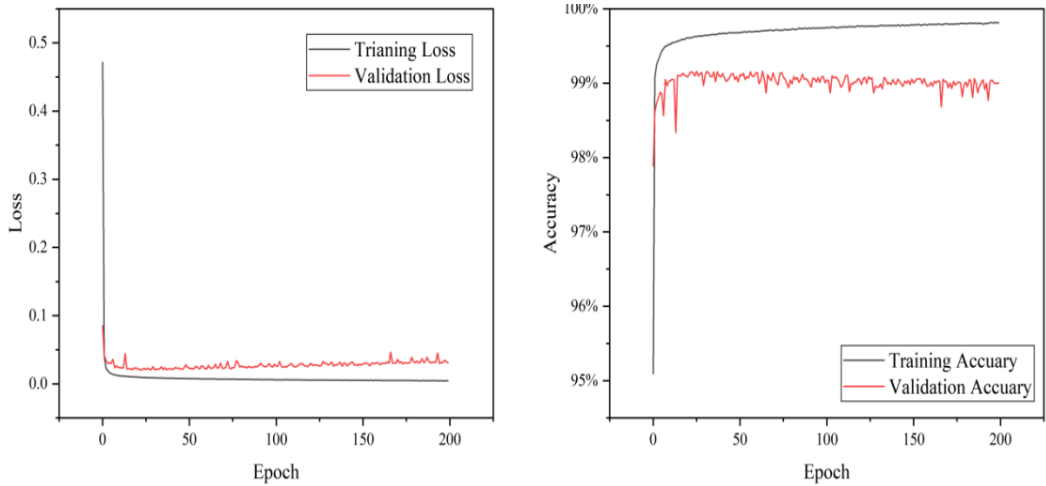 0.5
0.4
0.3
0.2
0.1
0.0
Loss
0
50
100
150
200
Epoch
Trianing Loss
Validation Loss
100%
99%
98%
97%
96%
95%
Accuracy
0
50
100
150
200
Epoch
Training Accuary
Validation Accuary